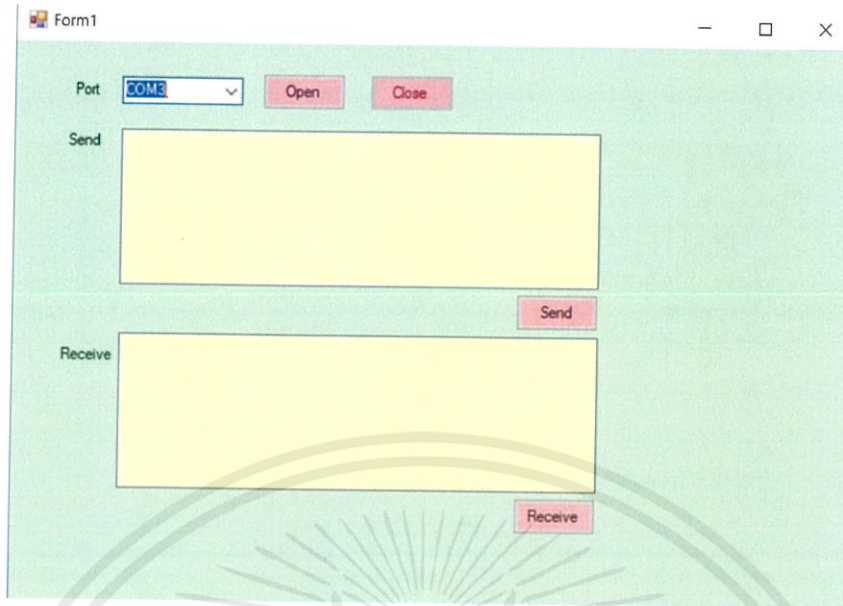 Form1
Port COM3 Open Close
Send
Send
Receive
Receive